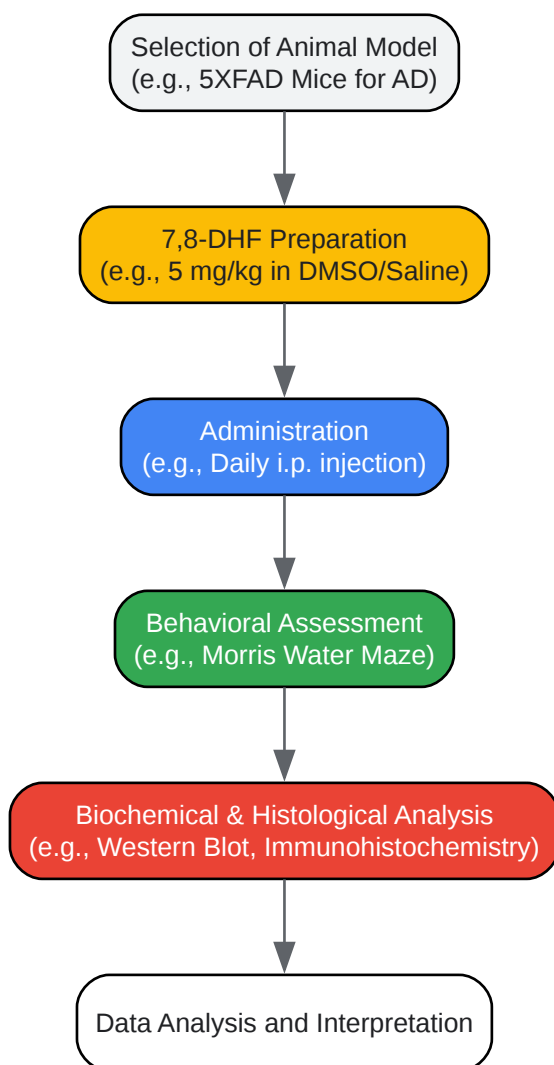 Selection of Animal Model
(e.g., 5XFAD Mice for AD)
7,8-DHF Preparation
(e.g., 5 mg/kg in DMSO/Saline)
Administration
(e.g., Daily i.p. injection)
Behavioral Assessment
(e.g., Morris Water Maze)
Biochemical & Histological Analysis
(e.g., Western Blot, Immunohistochemistry)
Data Analysis and Interpretation